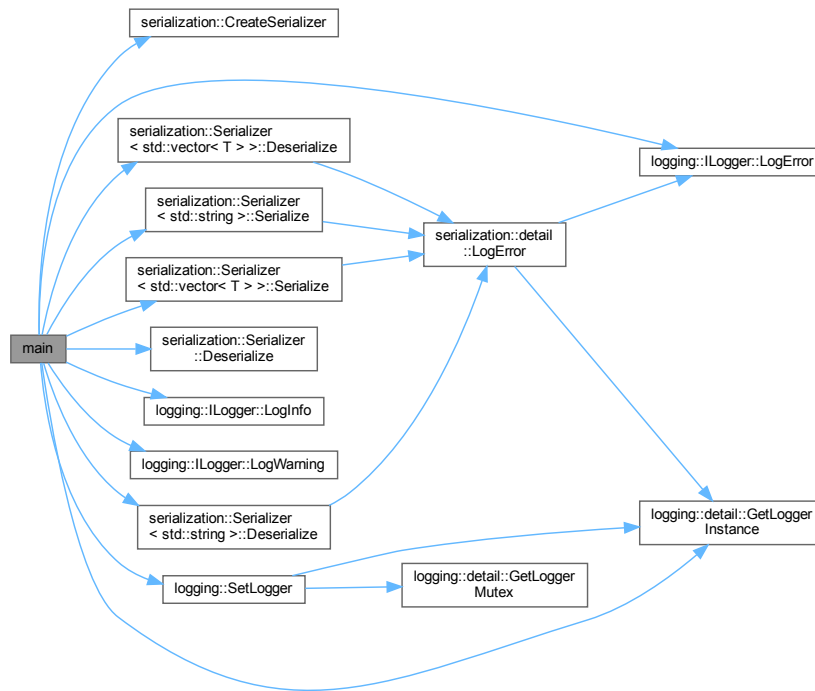 serialization::CreateSerializer
serialization::Serializer
< std::vector< T > >::Deserialize
logging::ILogger::LogError
serialization::Serializer
< std::string >::Serialize
serialization::detail
::LogError
serialization::Serializer
< std::vector< T > >::Serialize
main
serialization::Serializer
::Deserialize
logging::ILogger::LogInfo
logging::ILogger::LogWarning
serialization::Serializer
< std::string >::Deserialize
logging::detail::GetLogger
Instance
logging::SetLogger
logging::detail::GetLogger
Mutex